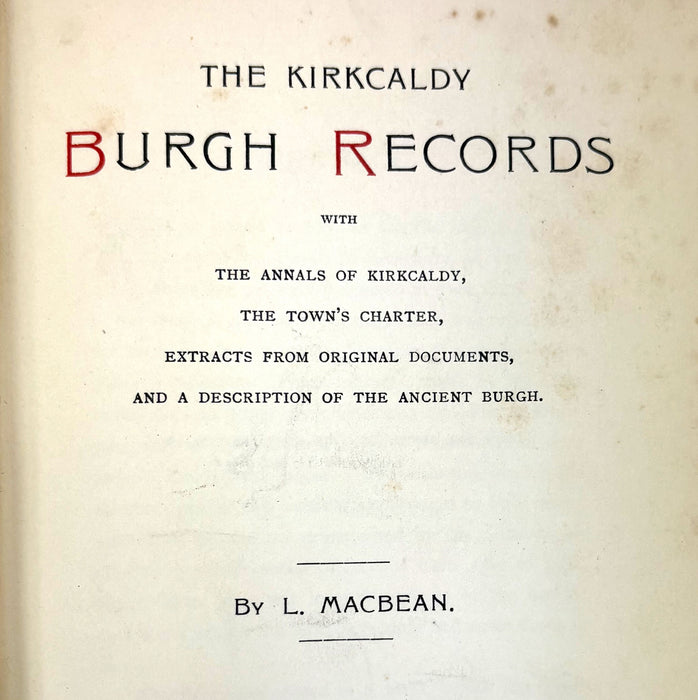 THE KIRKCALDY
BURGH RECORDS
WITH
THE ANNALS OF KIRKCALDY,
THE TOWN'S CHARTER,
EXTRACTS FROM ORIGINAL DOCUMENTS,
AND A DESCRIPTION OF THE ANCIENT BURGH.
By L. MACBEAN.